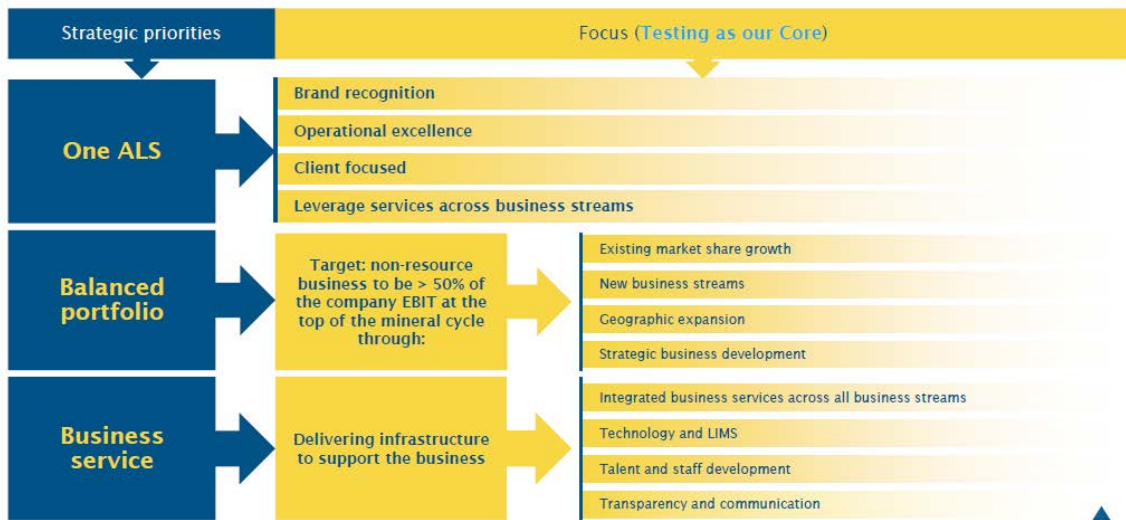 Strategic priorities
Focus (Testing as our Core)
One ALS
Brand recognition
Operational excellence
Client focused
Leverage services across business streams
Balanced
portfolio
Target: non-resource
business to be > 50% of
the company EBIT at the
top of the mineral cycle
through:
Existing market share growth
New business streams
Geographic expansion
Strategic business development
Business
service
Delivering infrastructure
to support the business
Integrated business services across all business streams
Technology and LIMS
Talent and staff development
Transparency and communication